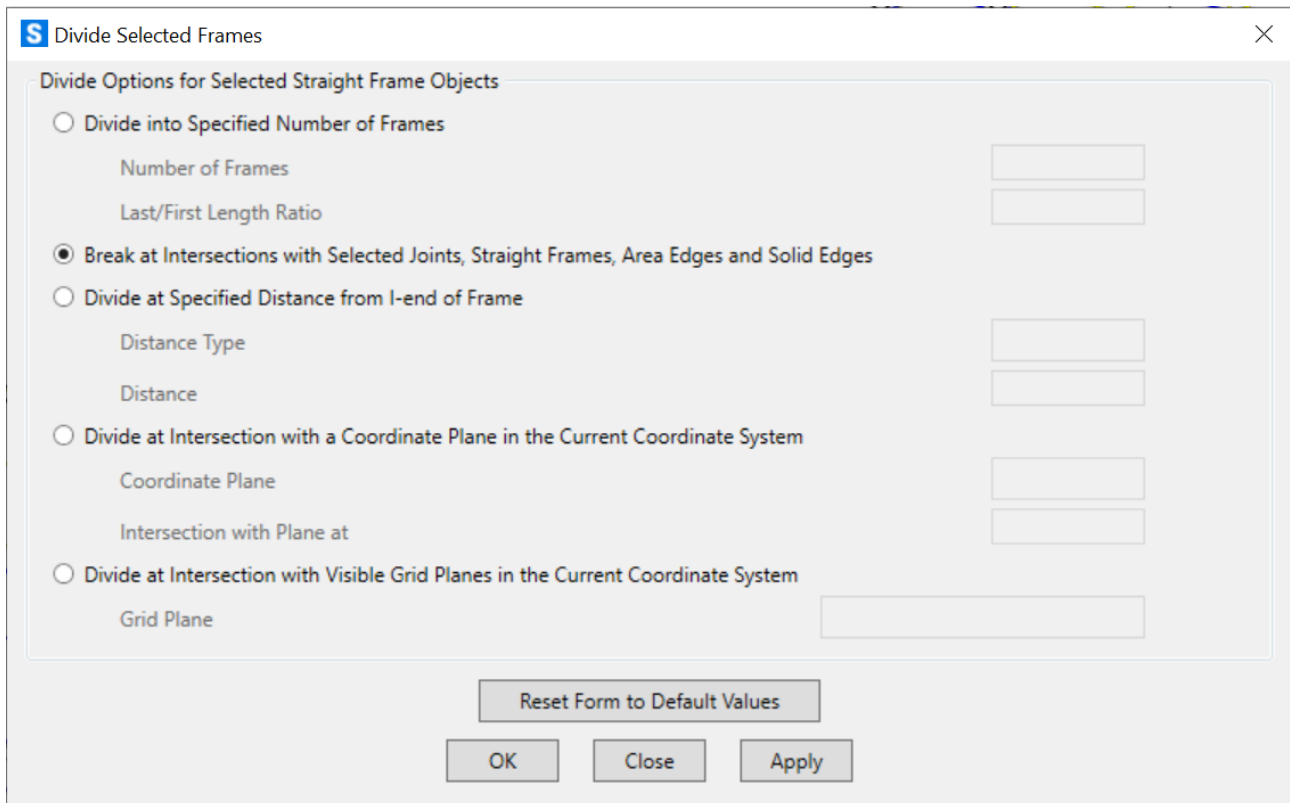 S Divide Selected Frames
Divide Options for Selected Straight Frame Objects
Divide into Specified Number of Frames
Number of Frames
Last/First Length Ratio
Break at Intersections with Selected Joints, Straight Frames, Area Edges and Solid Edges
Divide at Specified Distance from I-end of Frame
Distance Type
Distance
Divide at Intersection with a Coordinate Plane in the Current Coordinate System
Coordinate Plane
Intersection with Plane at
Divide at Intersection with Visible Grid Planes in the Current Coordinate System
Grid Plane
Reset Form to Default Values
OK Close Apply